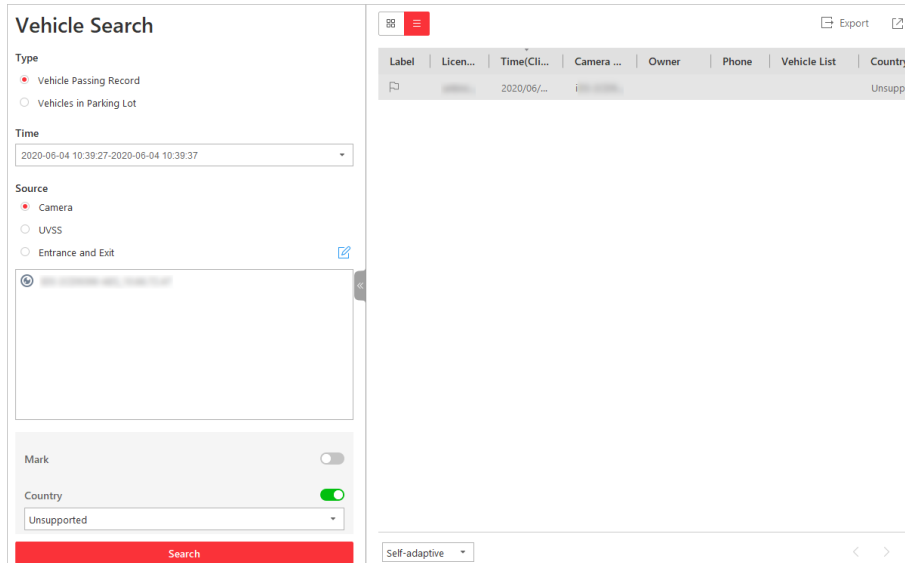 Vehicle Search
Type
Vehicle Passing Record
Vehicles in Parking Lot
Time
2020-06-04 10:39:27-2020-06-04 10:39:37
Source
Camera
UVSS
Entrance and Exit
Mark
Country
Unsupported
Search
Export
Label Licen... Time(Cli... Camera ... Owner Phone Vehicle List Country
2020/06/... Unsupp
Self-adaptive